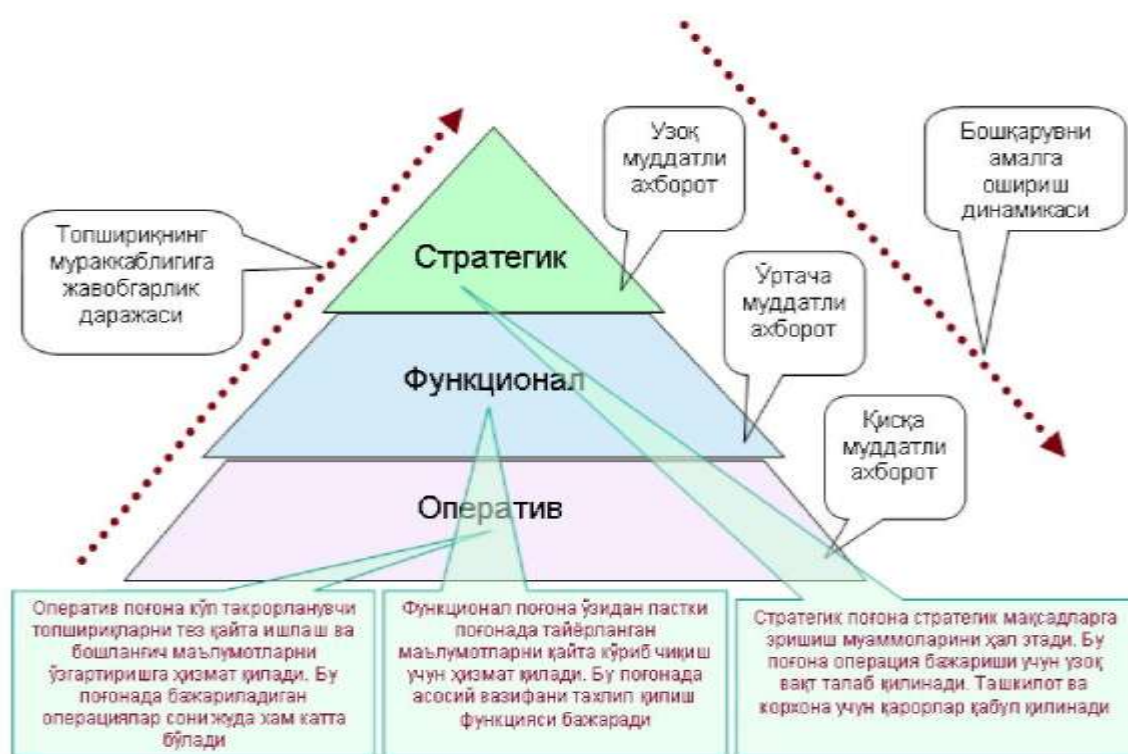 Узоқ
муддатли
ахборот
Бошқарувни
амалга
ошириш
динамикаси
Топшириқнинг
мураккаблигига
жавобгарлик
даражаси
Стратегик
Ўртача
муддатли
ахборот
Функционал
Қисқа
муддатли
ахборот
Оператив
Оператив поғона кўп такрорланувчи
топшириқларни тез қайта ишлаш ва
бошланғич маълумотларни
ўзгартиришга ҳизмат қилади. Бу
поғонада бажариладиган
операциялар сони жуда хам катта
бўлади
Функционал поғона ўзидан пастки
поғонада тайёрланган
маълумотларни қайта кўриб чиқиш
учун ҳизмат қилади. Бу поғонада
асосий вазифани тахлил қилиш
функцияси бажаради
Стратегик поғона стратегик мақсадларга
эришиш муаммоларини ҳал этади. Бу
поғона операция бажариши учун узоқ
вақт талаб қилинади. Ташкилот ва
корхона учун қарорлар қабул қилинади